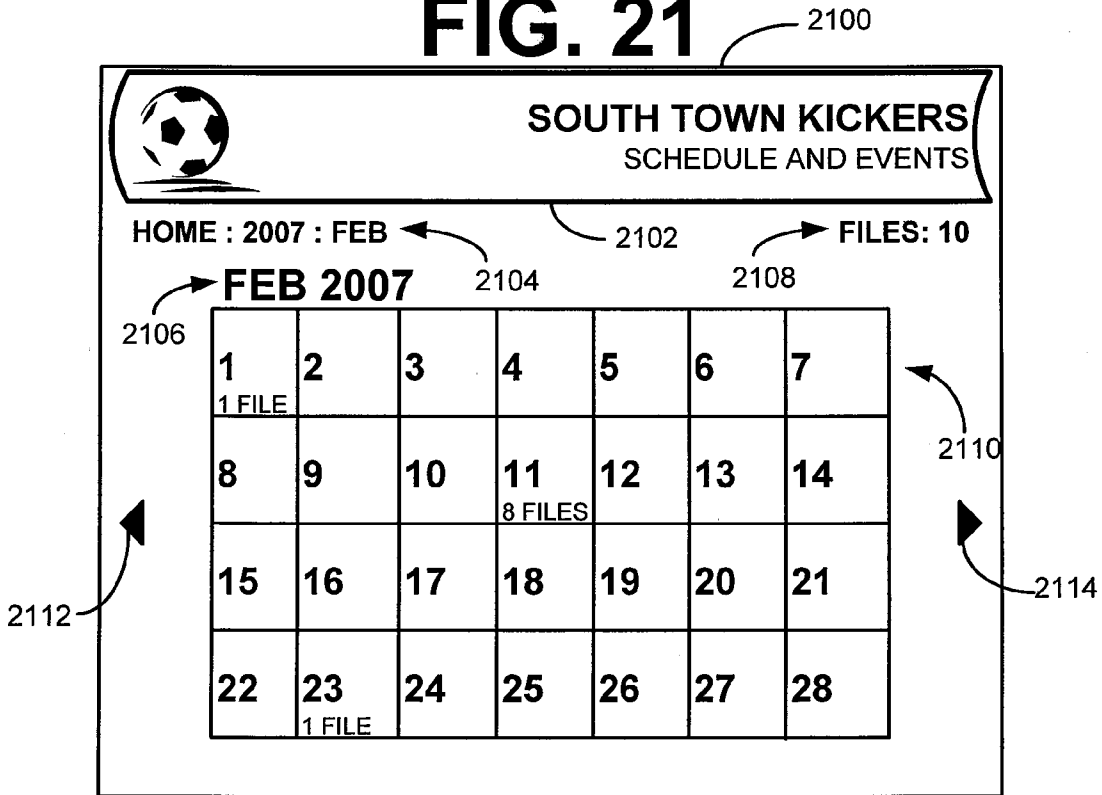 FIG. 21
2100
SOUTH TOWN KICKERS
SCHEDULE AND EVENTS
HOME : 2007 : FEB
2102
FILES: 10
2104
2108
FEB 2007
2106
1 2 3 4 5 6 7
1 FILE
2110
8 9 10 11 12 13 14
8 FILES
15 16 17 18 19 20 21
2112
2114
22 23 24 25 26 27 28
1 FILE